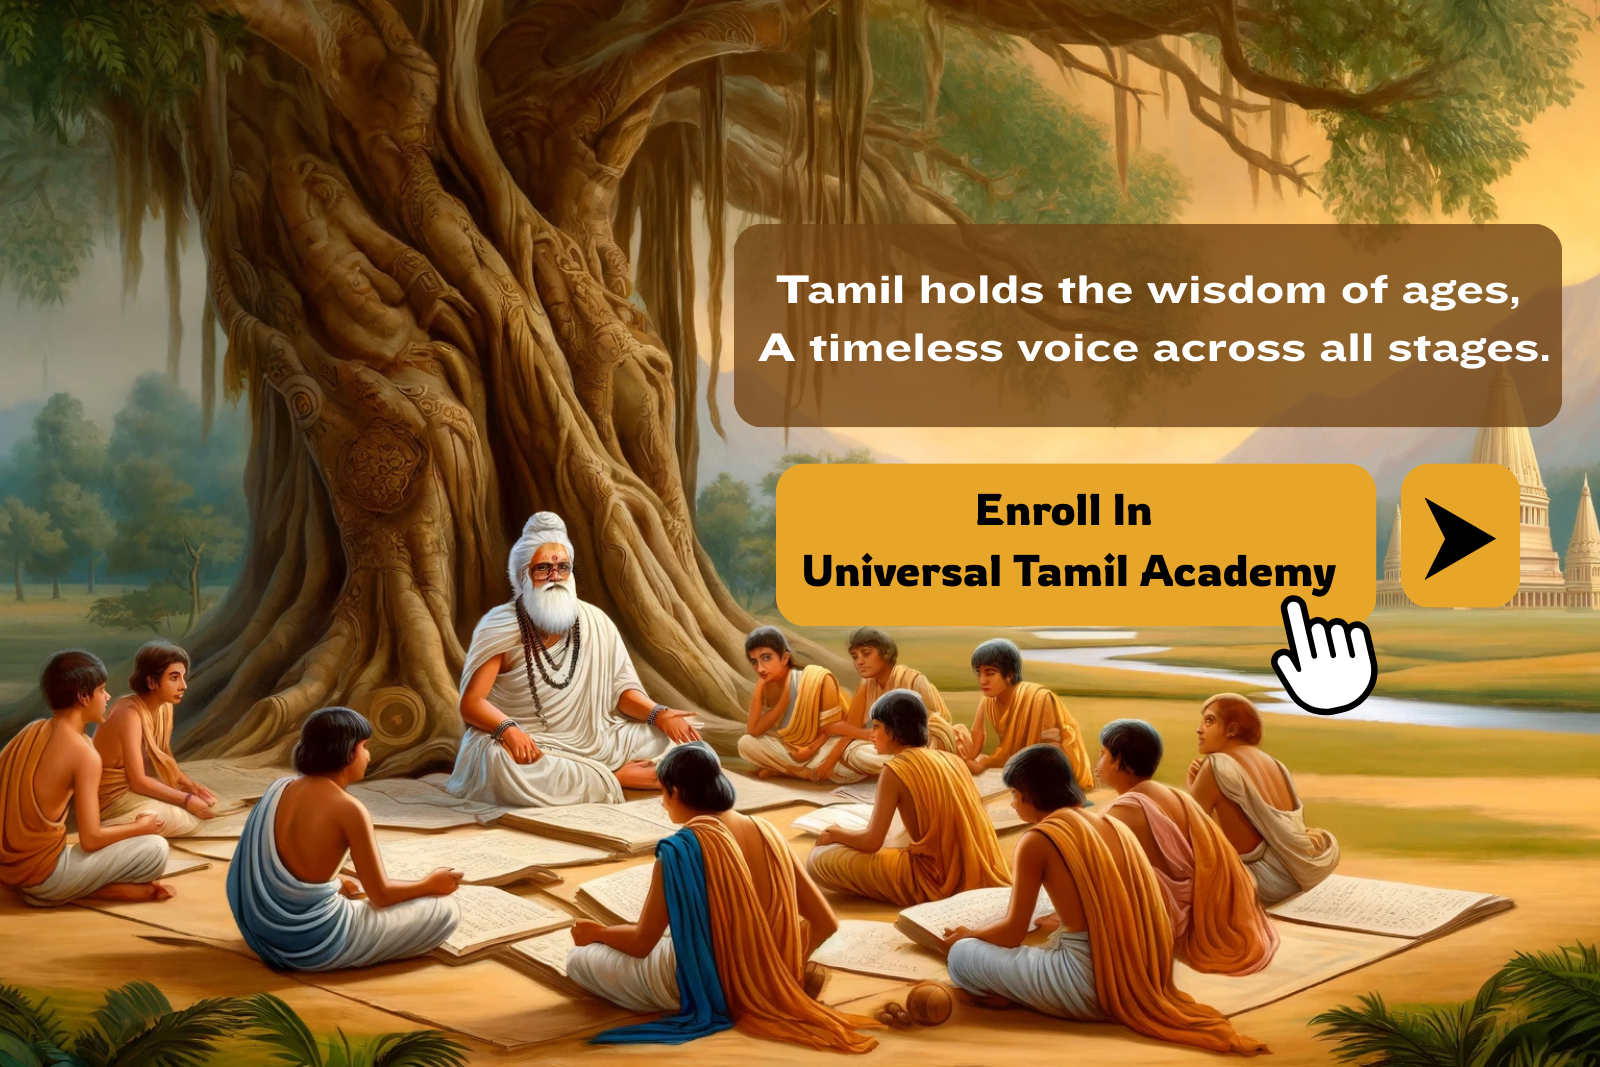 Tamil holds the wisdom of ages,
A timeless voice across all stages.
Enroll In
Universal Tamil Academy